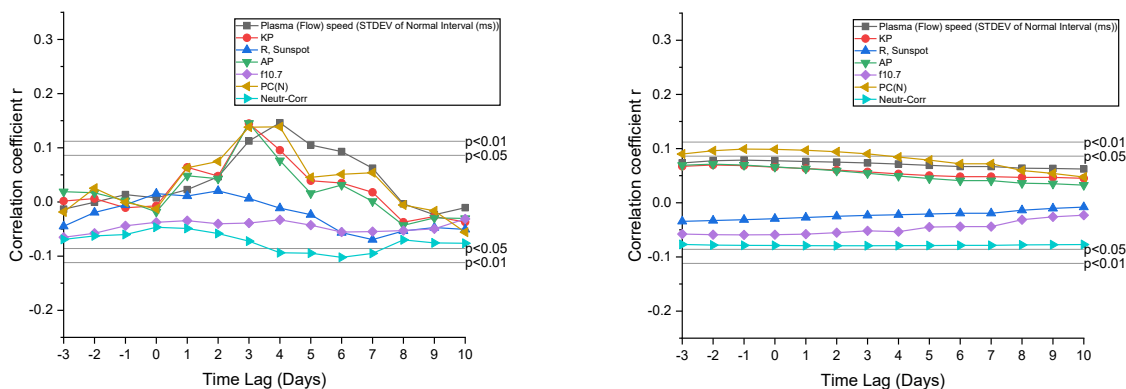 0.3
0.2
0.1
0.0
-0.1
-0.2
Correlation coefficient r
Plasma (Flow) speed (STDEV of Normal Interval (ms))
KP
R, Sunspot
AP
f10.7
PC(N)
Neutr-Corr
p<0.01
p<0.05
p<0.05
p<0.01
-3 -2 -1 0 1 2 3 4 5 6 7 8 9 10
Time Lag (Days)
0.3
0.2
0.1
0.0
-0.1
-0.2
Correlation coefficient r
Plasma (Flow) speed (STDEV of Normal Interval (ms))
KP
R, Sunspot
AP
f10.7
PC(N)
Neutr-Corr
p<0.01
p<0.05
p<0.05
p<0.01
-3 -2 -1 0 1 2 3 4 5 6 7 8 9 10
Time Lag (Days)